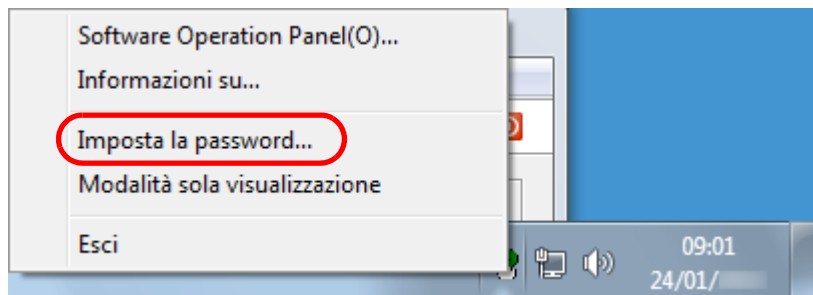 Software Operation Panel(O)...
Informazioni su...
Imposta la password...
Modalità sola visualizzazione
Esci
09:01
24/01/